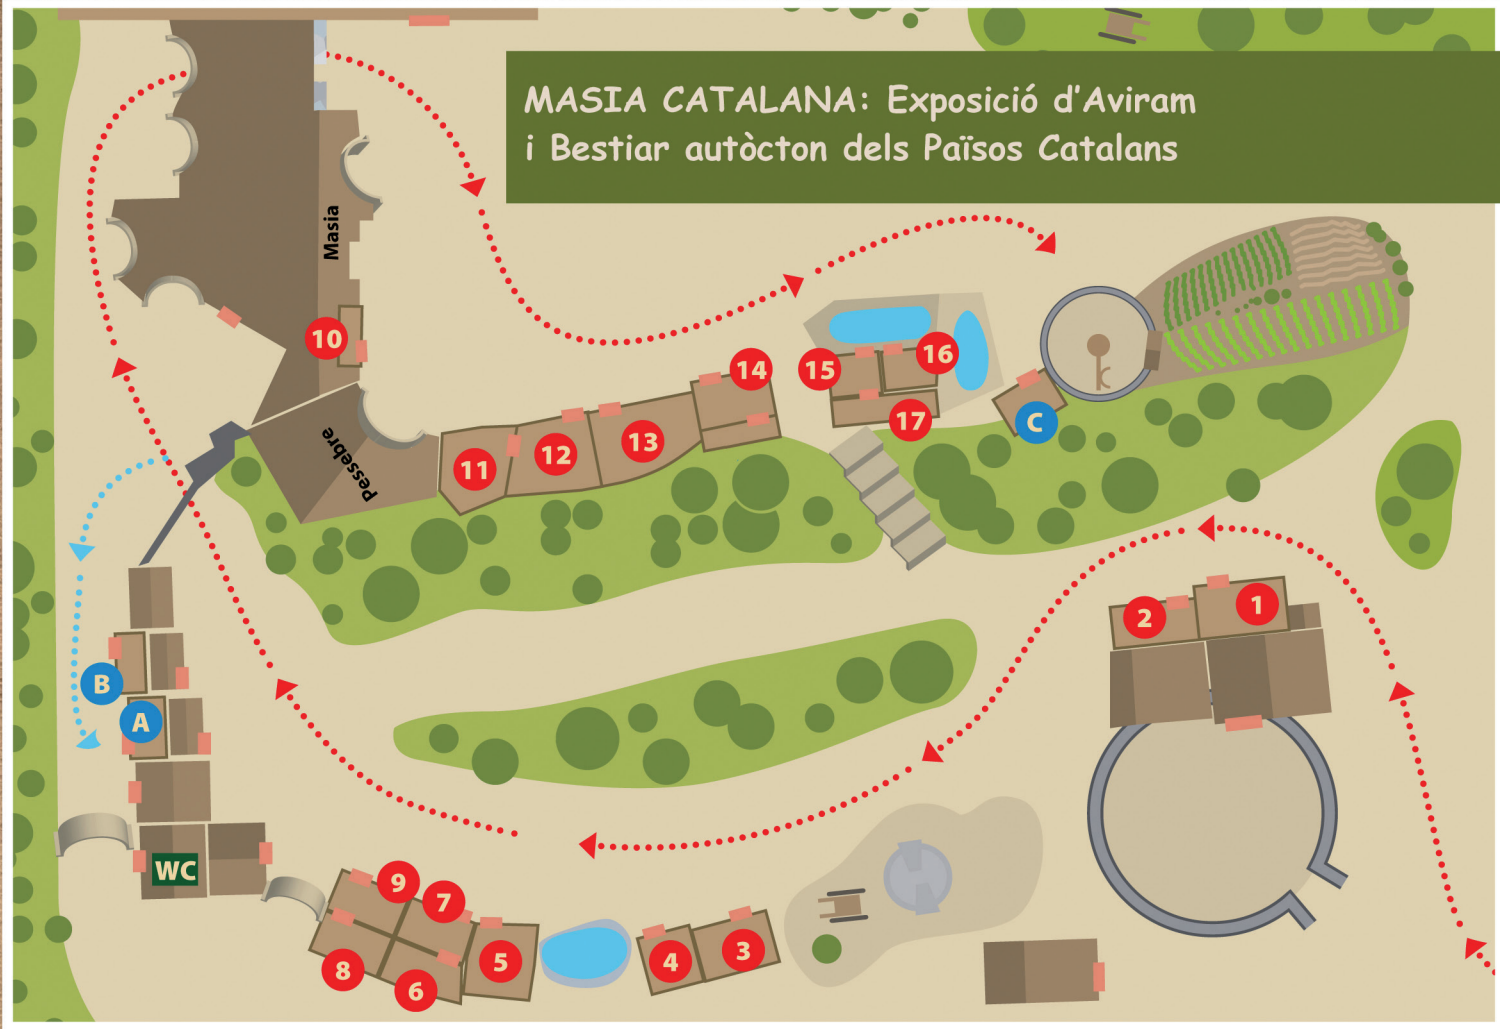 MASIA CATALANA: Exposició d'Aviram
i Bestiar autòcton dels Països Catalans
Masia
10
Pessebre
11
12
13
14
15
16
17
C
2
1
B
A
WC
9
7
8
6
5
4
3